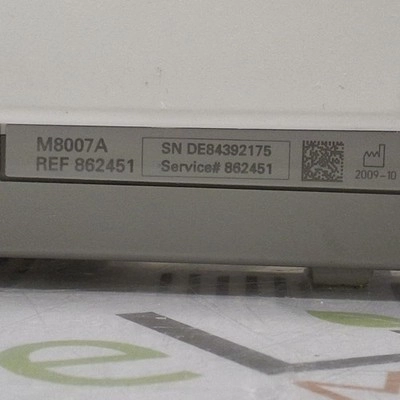 M8007A
REF 862451
SN DE84392175
Service# 862451
2009-10